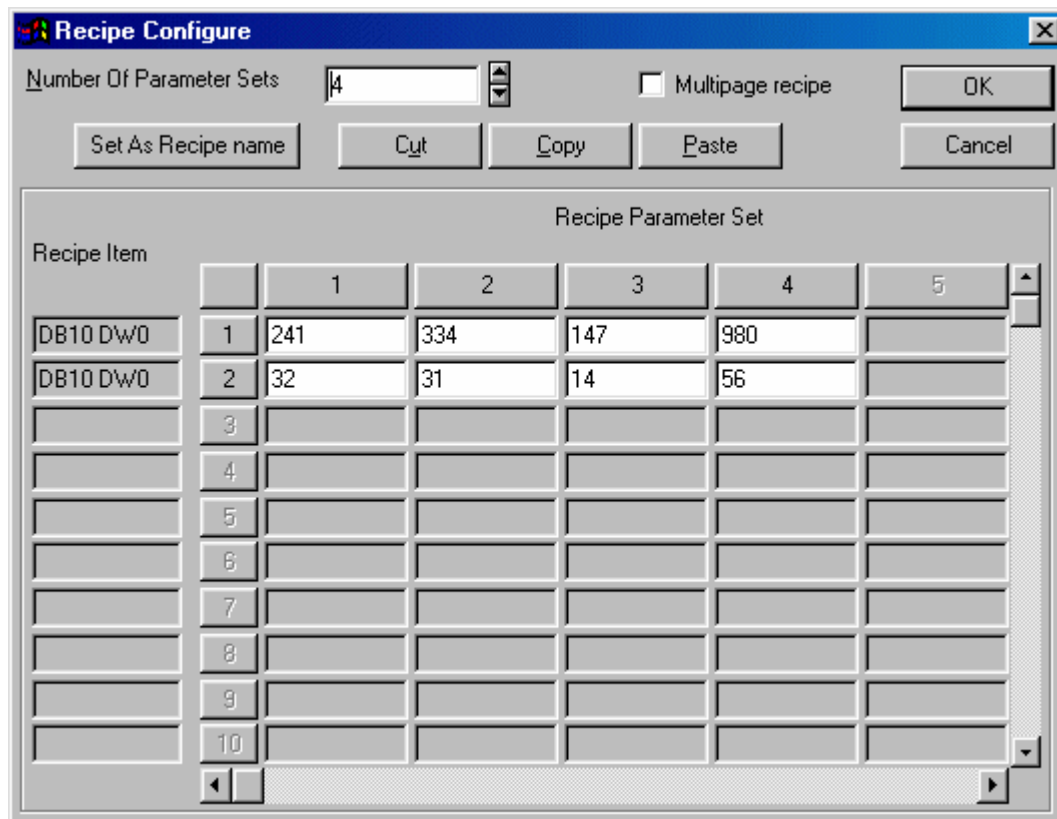 Recipe Configure
Number Of Parameter Sets 4 Multipage recipe OK
Set As Recipe name Cut Copy Paste Cancel
Recipe Parameter Set
Recipe Item
1 2 3 4 5
DB10 DW0 1 241 334 147 980
DB10 DW0 2 32 31 14 56
3
4
5
6
7
8
9
10